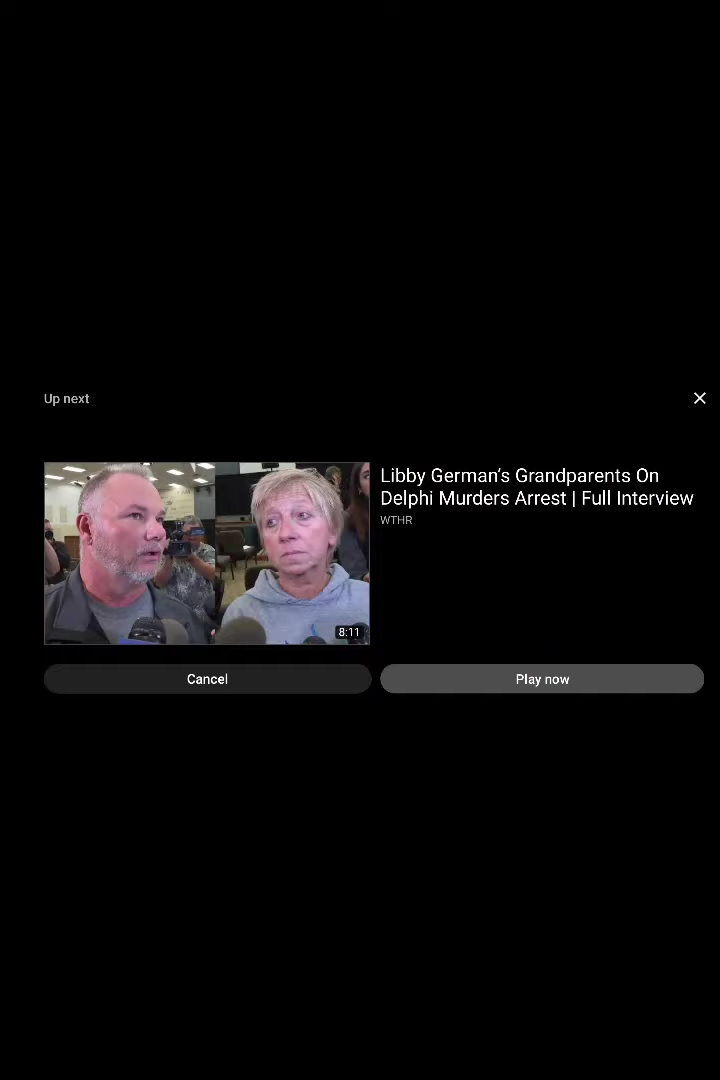 Up next
Libby German's Grandparents On
Delphi Murders Arrest | Full Interview
WTHR
8:11
Cancel
Play now